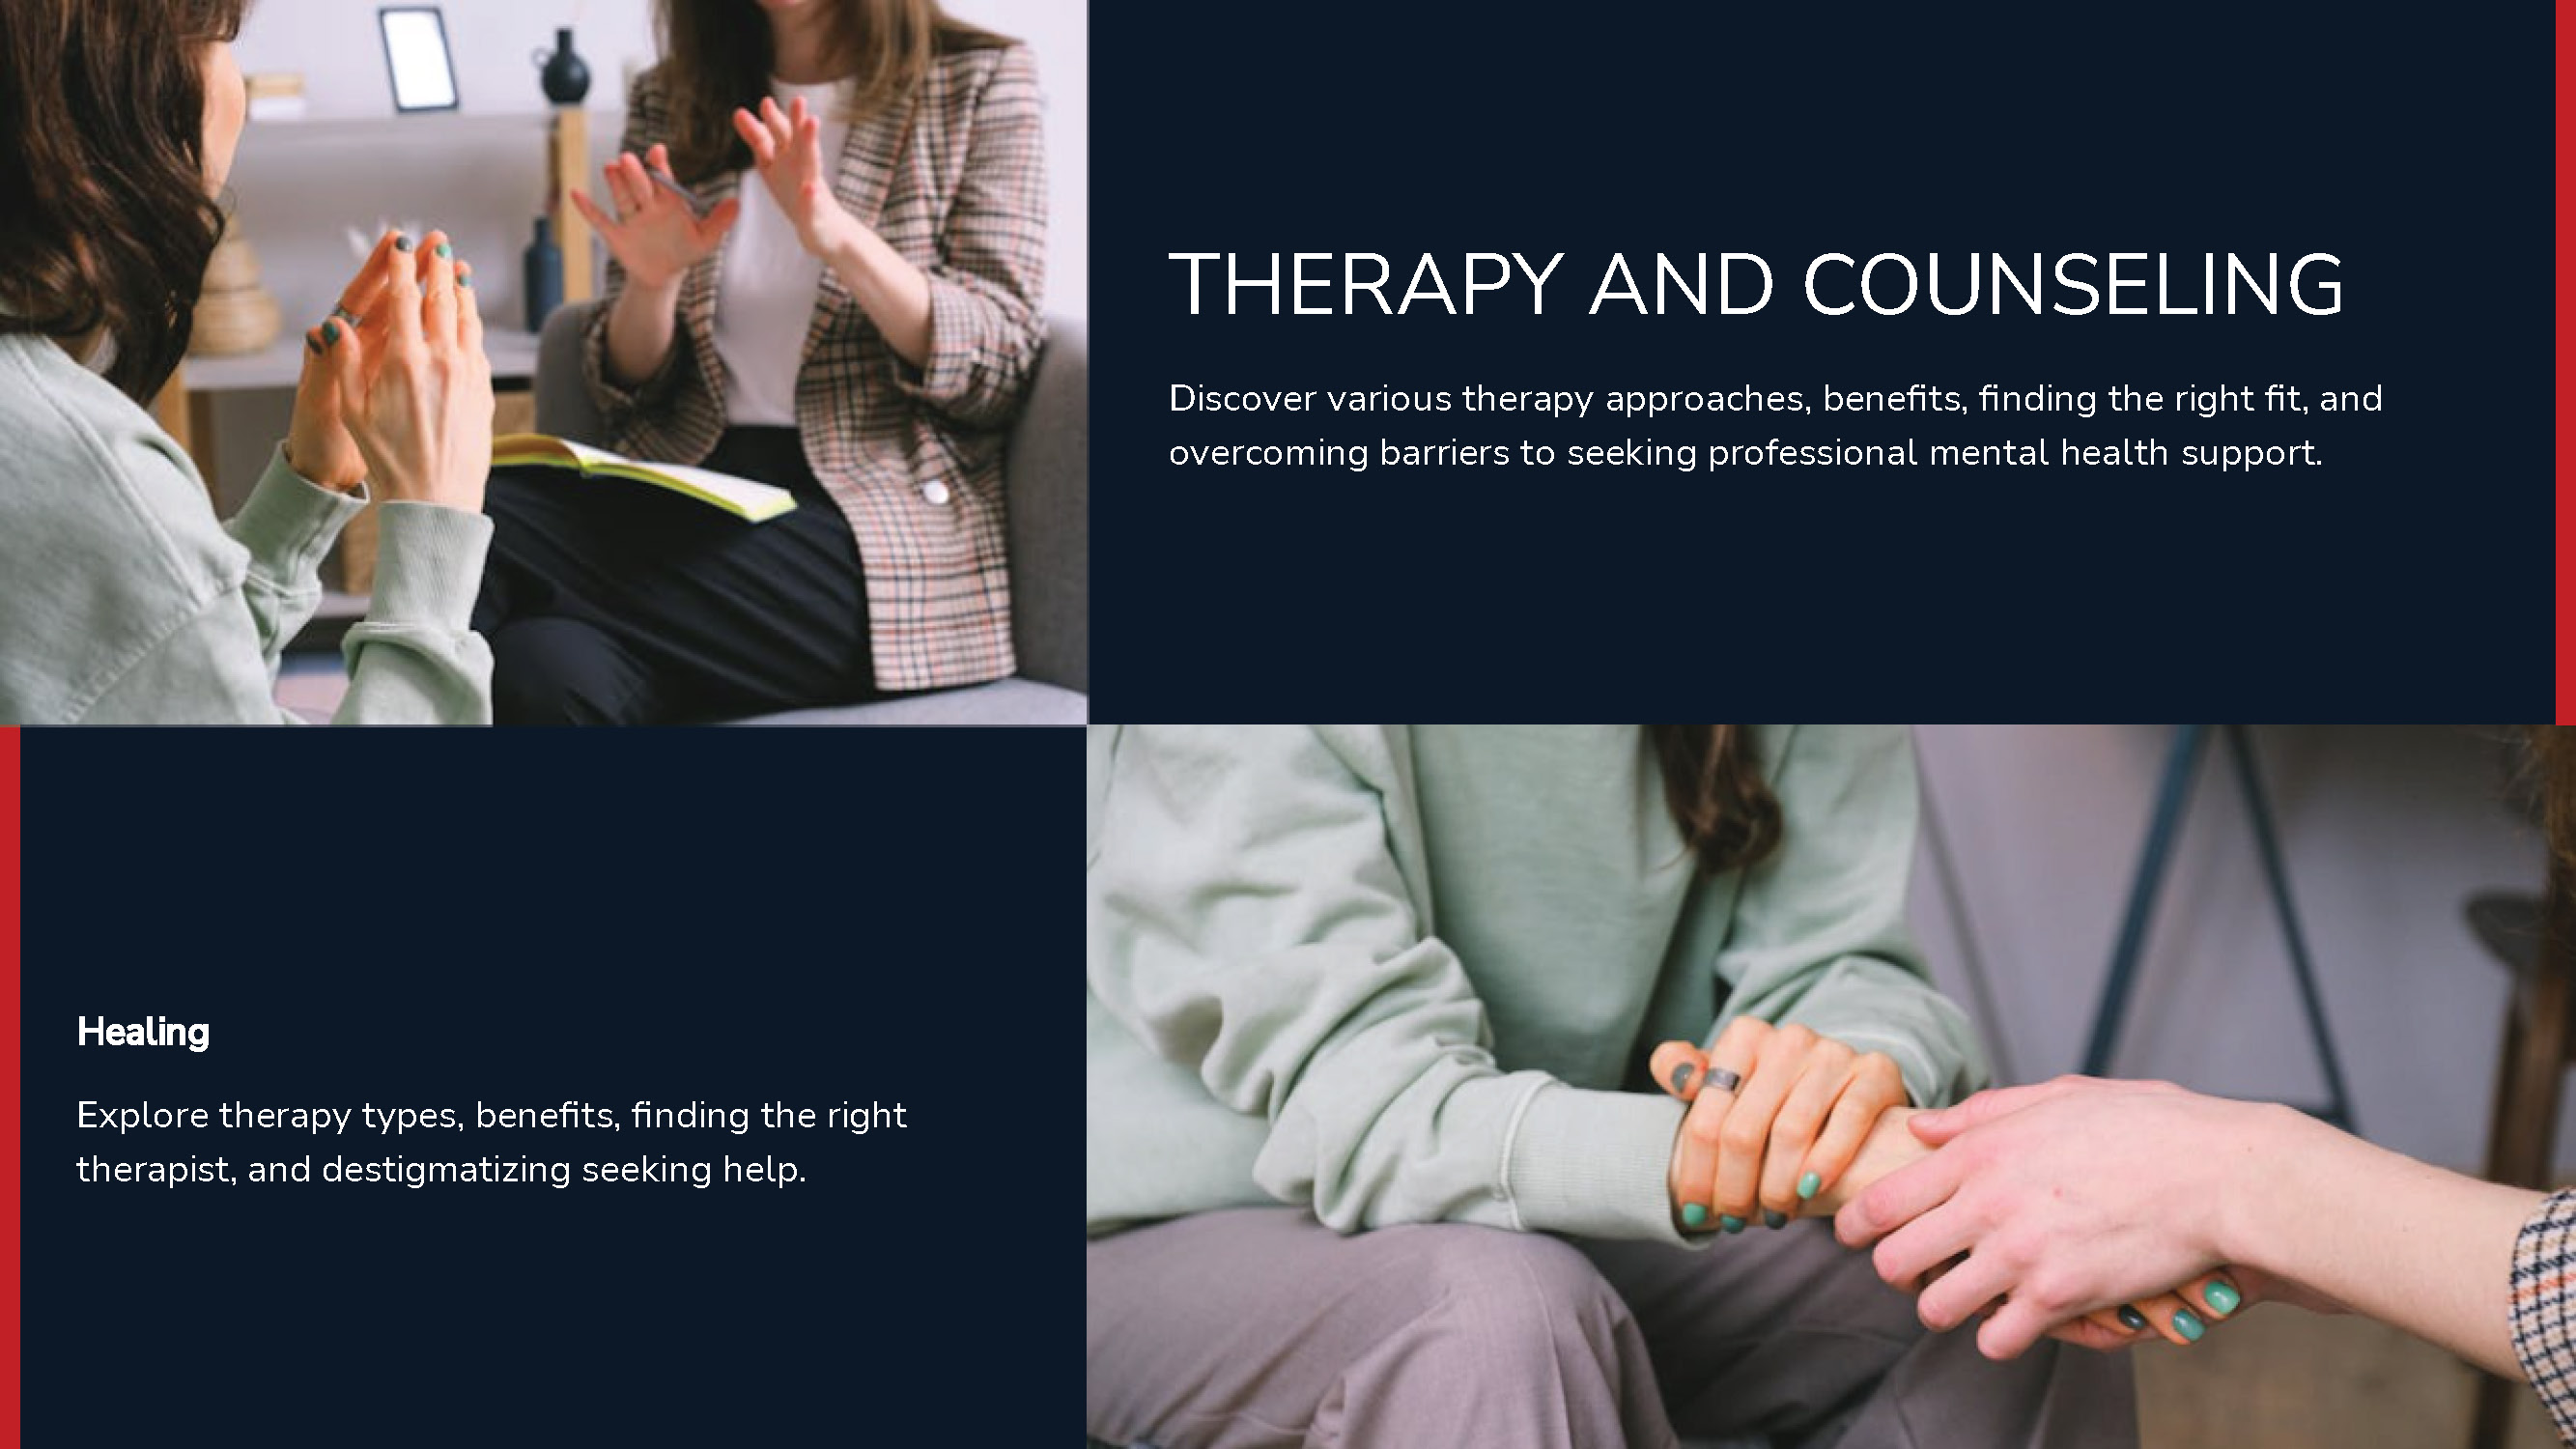 THERAPY AND COUNSELING
Discover various therapy approaches, benefits, finding the right fit, and
overcoming barriers to seeking professional mental health support.
Healing
Explore therapy types, benefits, finding the right
therapist, and destigmatizing seeking help.